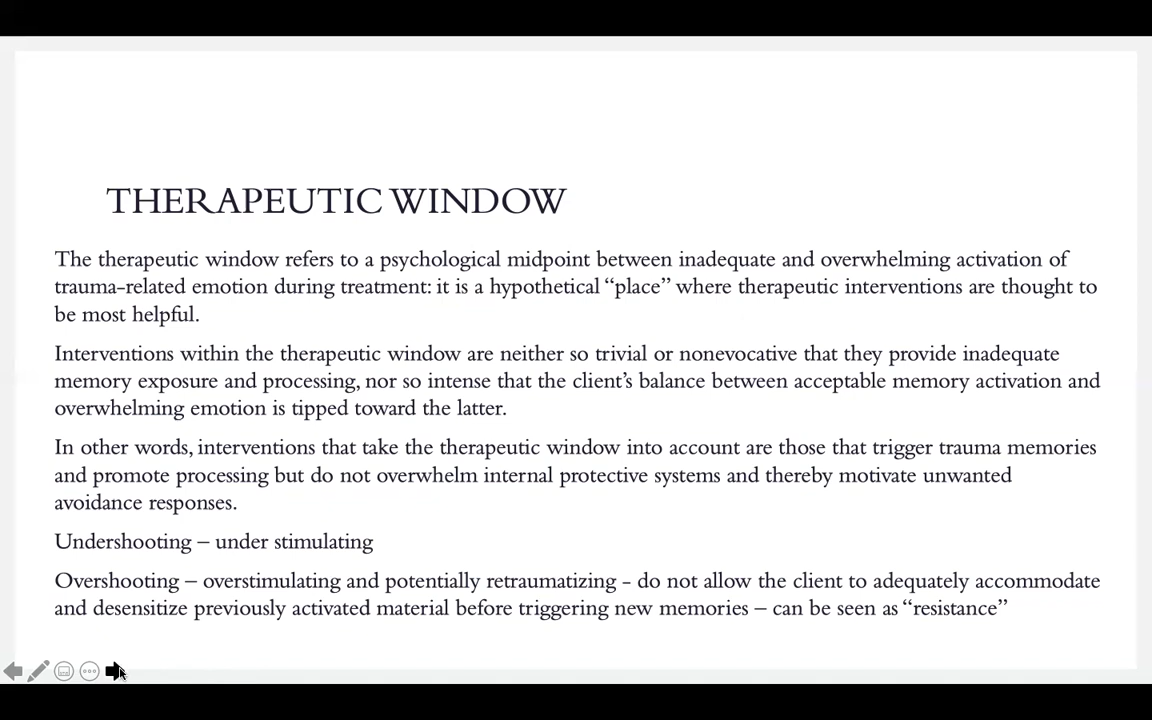 THERAPEUTIC WINDOW
The therapeutic window refers to a psychological midpoint between inadequate and overwhelming activation of
trauma-related emotion during treatment: it is a hypothetical “place” where therapeutic interventions are thought to
be most helpful.
Interventions within the therapeutic window are neither so trivial or nonevocative that they provide inadequate
memory exposure and processing, nor so intense that the client’s balance between acceptable memory activation and
overwhelming emotion is tipped toward the latter.
In other words, interventions that take the therapeutic window into account are those that trigger trauma memories
and promote processing but do not overwhelm internal protective systems and thereby motivate unwanted
avoidance responses.
Undershooting – under stimulating
Overshooting – overstimulating and potentially retraumatizing - do not allow the client to adequately accommodate
and desensitize previously activated material before triggering new memories – can be seen as “resistance”